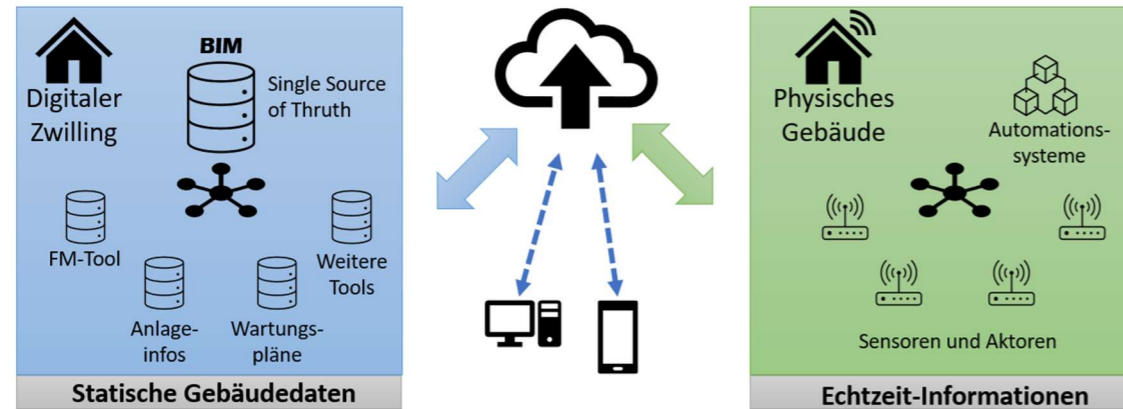 BIM
Digitaler
Zwilling
Single Source
of Thruth
FM-Tool
Anlage-
infos
Wartungs-
pläne
Weitere
Tools
Statische Gebäudedaten
Physisches
Gebäude
Automations-
systeme
Sensoren und Aktoren
Echtzeit-Informationen